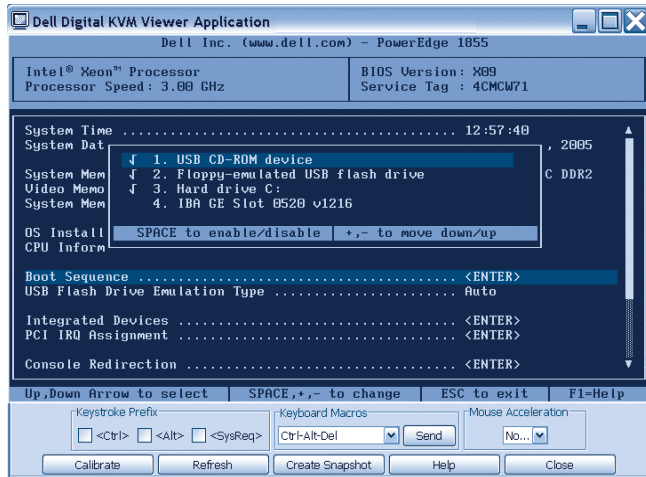 Dell Digital KVM Viewer Application
Dell Inc. (www.dell.com) - PowerEdge 1855
Intel® Xeon™ Processor
Processor Speed: 3.00 GHz
BIOS Version: X09
Service Tag : 4CMCW71
System Time ............................................. 12:57:40
System Dat , 2005
√ 1. USB CD-ROM device
System Mem √ 2. Floppy-emulated USB flash drive C DDR2
Video Memo √ 3. Hard drive C:
System Mem 4. IBA GE Slot 0520 v1216
OS Install SPACE to enable/disable +,- to move down/up
CPU Inform
Boot Sequence ........................................... <ENTER>
USB Flash Drive Emulation Type ......................... Auto
Integrated Devices ...................................... <ENTER>
PCI IRQ Assignment ...................................... <ENTER>
Console Redirection ..................................... <ENTER>
Up,Down Arrow to select SPACE,+,- to change ESC to exit F1=Help
Keystroke Prefix Keyboard Macros Mouse Acceleration
<Ctrl> <Alt> <SysReq> Ctrl-Alt-Del Send No...
Calibrate Refresh Create Snapshot Help Close